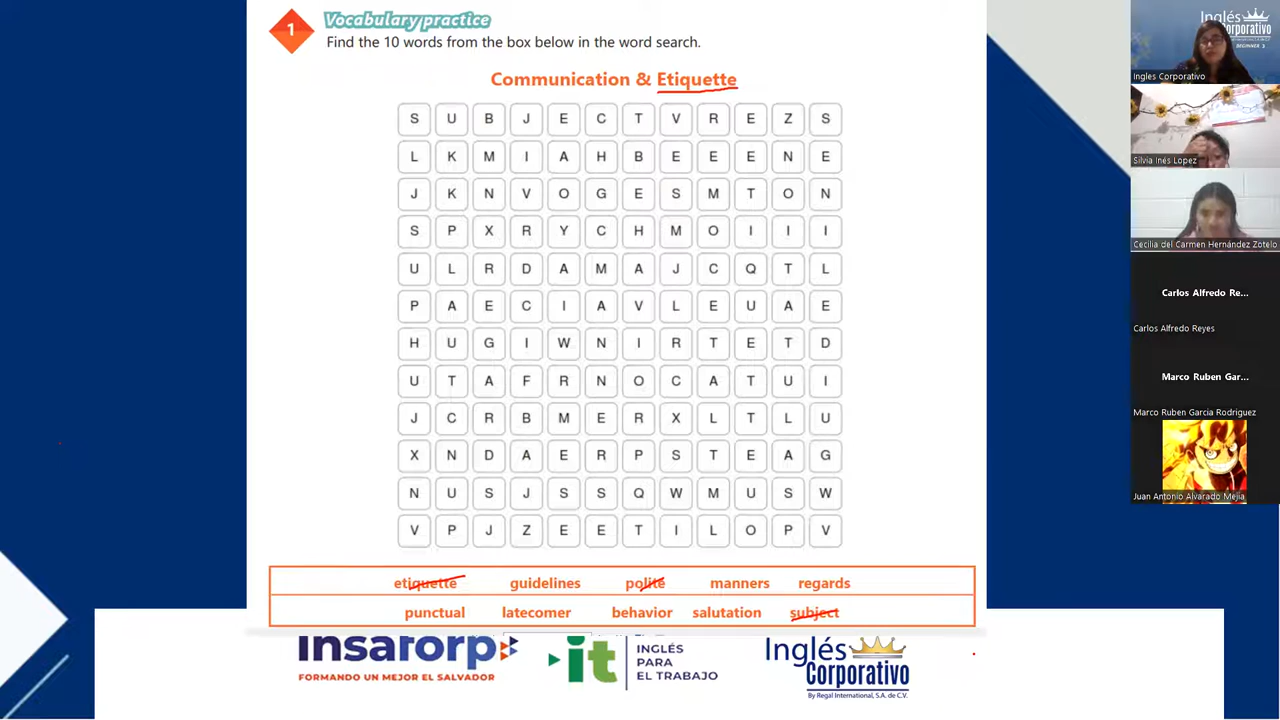 1
Vocabulary practice
Find the 10 words from the box below in the word search.
Communication & Etiquette
S U B J E C T V R E Z S
L K M I A H B E E E N E
J K N V O G E S M T O N
S P X R Y C H M O I I I
U L R D A M A J C Q T L
P A E C I A V L E U A E
H U G I W N I R T E T D
U T A F R N O C A T U I
J C R B M E R X L T L U
X N D A E R P S T E A G
N U S J S S Q W M U S W
V P J Z E E T I L O P V
etiquette guidelines polite manners regards
punctual latecomer behavior salutation subject
insaforp
FORMANDO UN MEJOR EL SALVADOR
it
INGLÉS
PARA
EL TRABAJO
Inglés
Corporativo
By Regal International, S.A. de C.V.
Inglés
Corporativo
BEGINNER
Ingles Corporativo
Silvia Inés Lopez
Cecilia del Carmen Hernández Zotelo
Carlos Alfredo Re...
Carlos Alfredo Reyes
Marco Ruben Gar...
Marco Ruben Garcia Rodriguez
Juan Antonio Alvarado Mejia